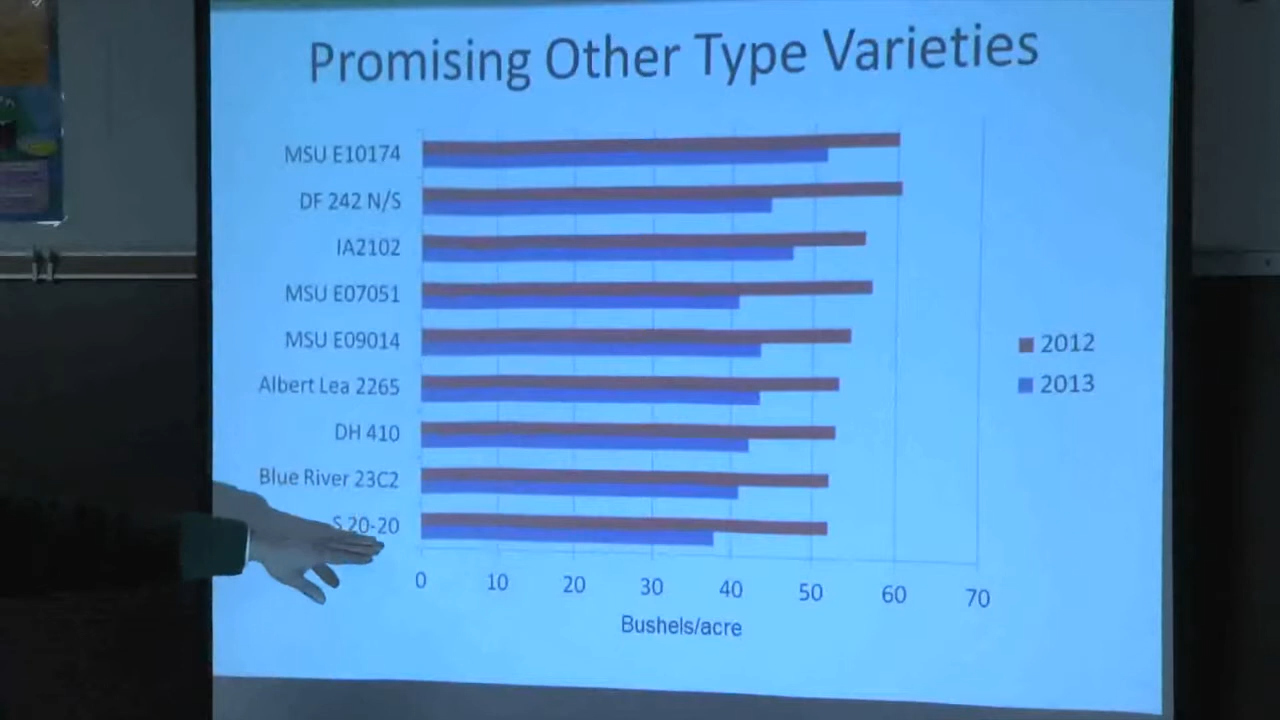 Promising Other Type Varieties
MSU E10174
DF 242 N/S
IA2102
MSU E07051
MSU E09014
Albert Lea 2265
DH 410
Blue River 23C2
S 20-20
2012
2013
0 10 20 30 40 50 60 70
Bushels/acre